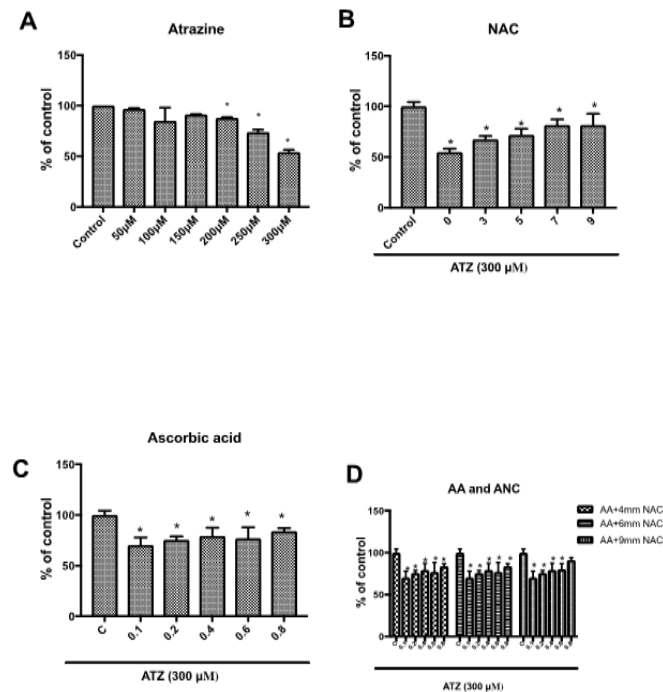 A
Atrazine
% of control
150
100
50
0
* * *
Control 50µM 100µM 150µM 200µM 250µM 300µM
B
NAC
% of control
150
100
50
0
* * * * *
Control 0 3 5 7 9
ATZ (300 µM)
C
Ascorbic acid
% of control
150
100
50
0
* * * * *
C 0.1 0.2 0.4 0.6 0.8
ATZ (300 µM)
D
AA and ANC
AA+4mm NAC
AA+6mm NAC
AA+9mm NAC
% of control
150
100
50
0
ATZ (300 µM)